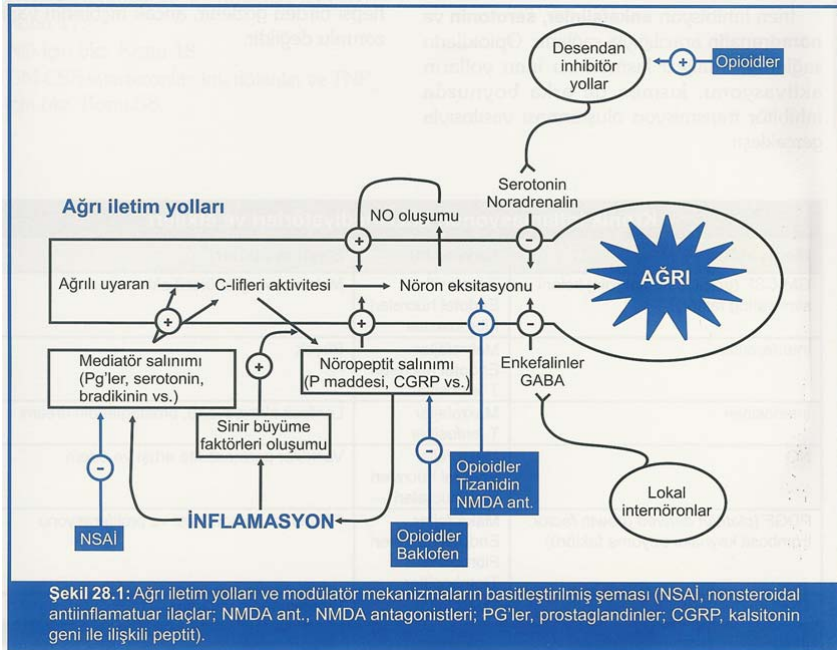 Desendan
inhibitör
yollar
Opioidler
Serotonin
Noradrenalin
Ağrı iletim yolları
NO oluşumu
AĞRI
Ağrılı uyaran
C-lifleri aktivitesi
Nöron eksitasyonu
Mediatör salınımı
(Pg'ler, serotonin,
bradikinin vs.)
Nöropeptit salınımı
(P maddesi, CGRP vs.)
Enkefalinler
GABA
Sinir büyüme
faktörleri oluşumu
Opioidler
Tizanidin
NMDA ant.
Lokal
internöronlar
İNFLAMASYON
NSAİ
Opioidler
Baklofen
Şekil 28.1: Ağrı iletim yolları ve modülatör mekanizmaların basitleştirilmiş şeması (NSAİ, nonsteroidal
antiinflamatuar ilaçlar; NMDA ant., NMDA antagonistleri; PG'ler, prostaglandinler; CGRP, kalsitonin
geni ile ilişkili peptit).